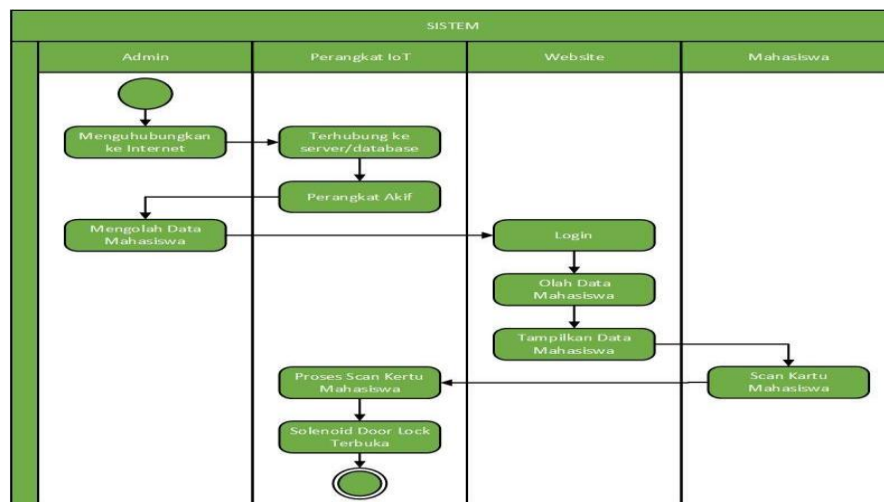 SISTEM
Admin
Perangkat IoT
Website
Mahasiswa
Menguhubungkan
ke Internet
Terhubung ke
server/database
Perangkat Akif
Mengolah Data
Mahasiswa
Login
Olah Data
Mahasiswa
Tampilkan Data
Mahasiswa
Scan Kartu
Mahasiswa
Proses Scan Kertu
Mahasiswa
Solenoid Door Lock
Terbuka